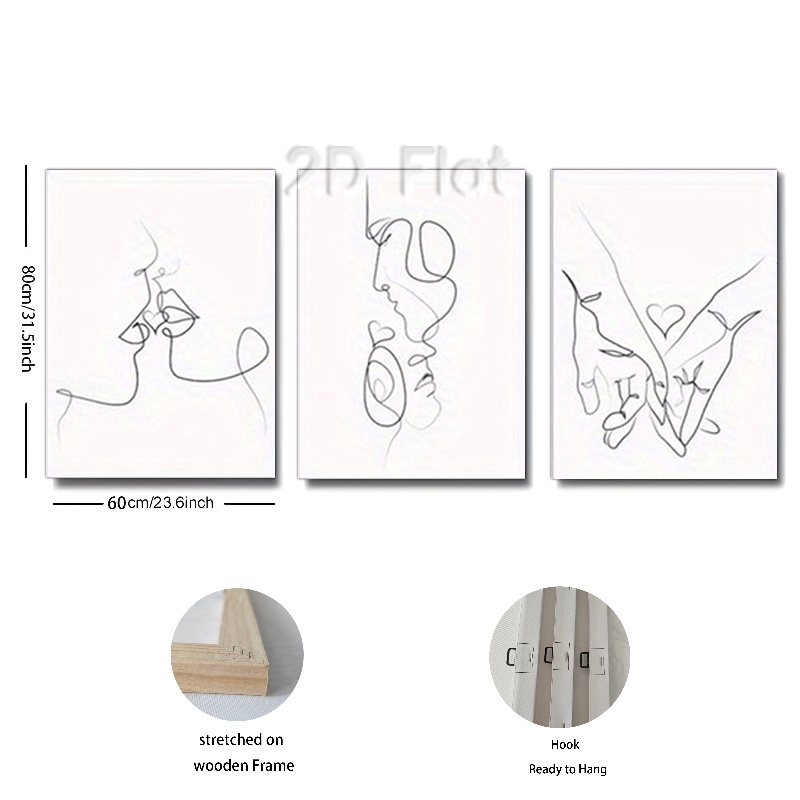 2D Flat
80cm/31.5inch
60cm/23.6inch
stretched on
wooden Frame
Hook
Ready to Hang